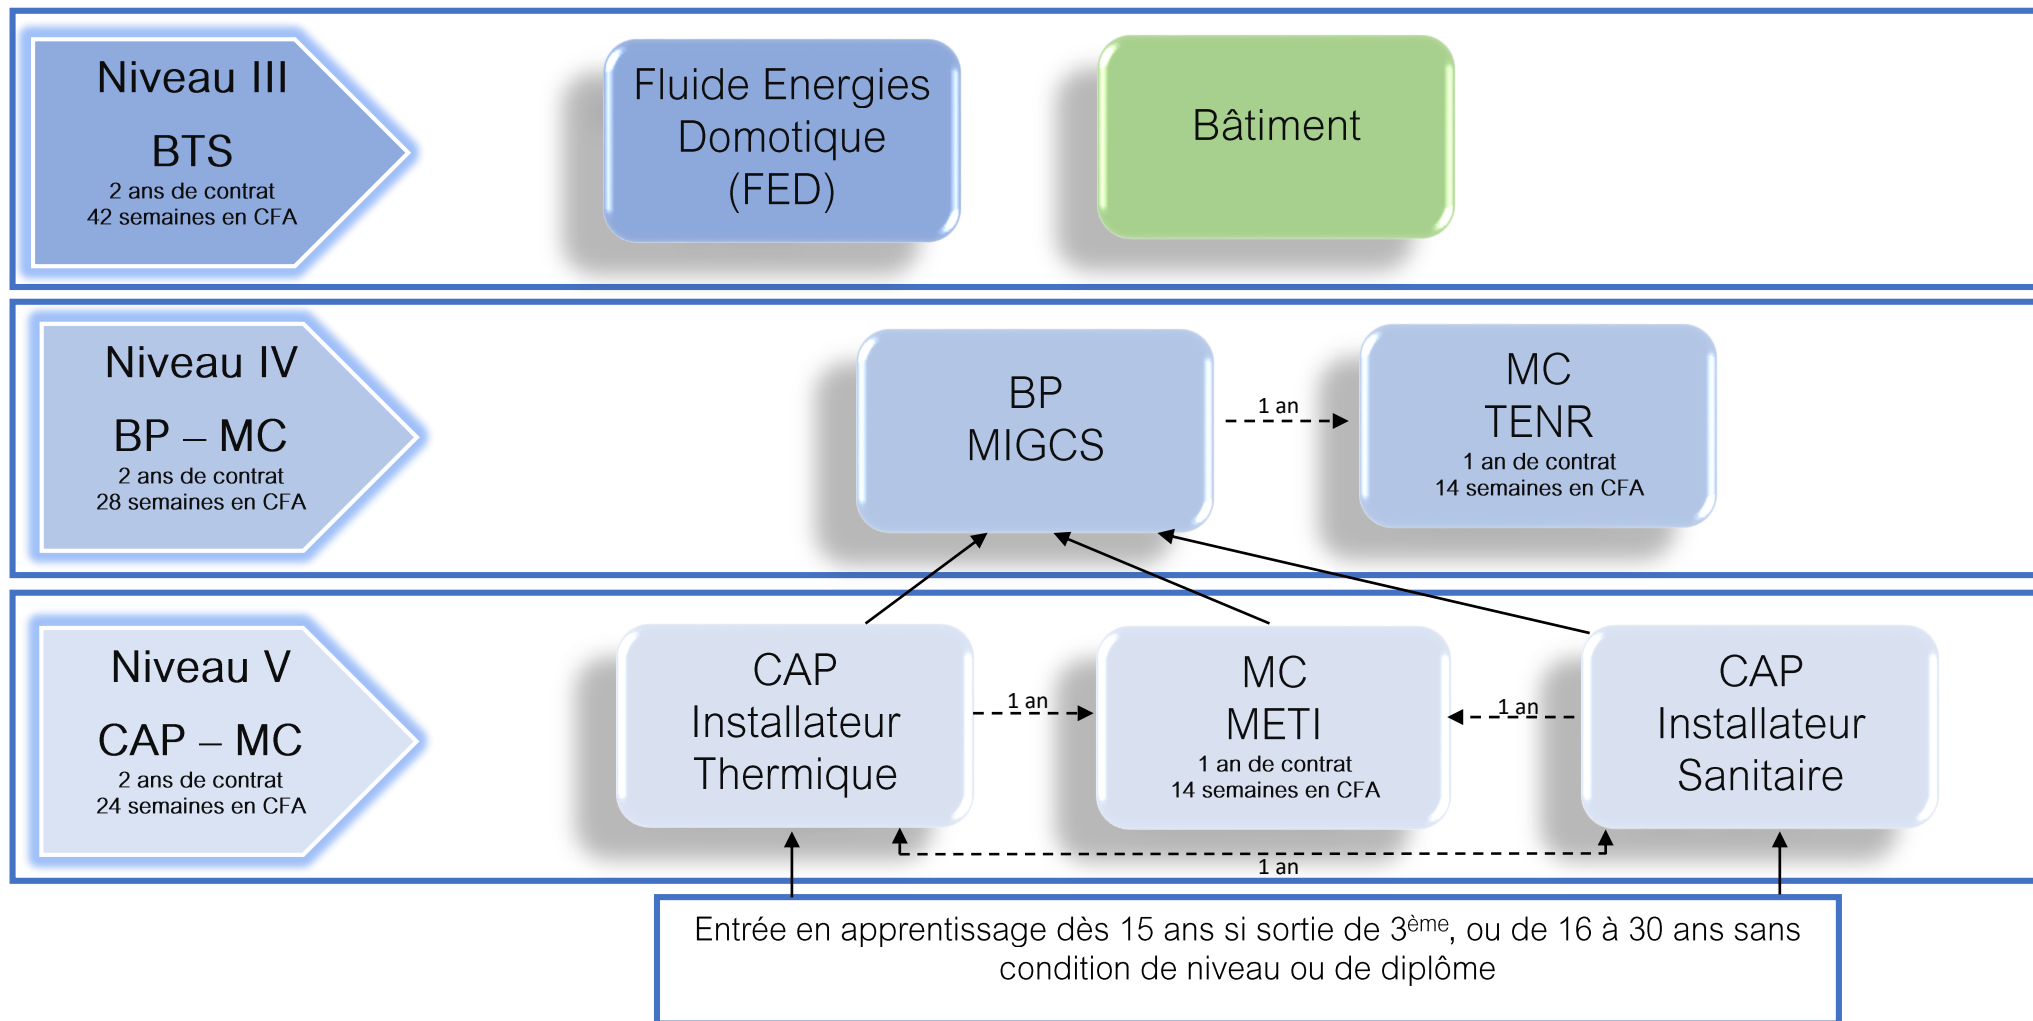 Niveau III
BTS
2 ans de contrat
42 semaines en CFA
Fluide Energies
Domotique
(FED)
Bâtiment
Niveau IV
BP – MC
2 ans de contrat
28 semaines en CFA
BP
MIGCS
1 an
MC
TENR
1 an de contrat
14 semaines en CFA
Niveau V
CAP – MC
2 ans de contrat
24 semaines en CFA
CAP
Installateur
Thermique
1 an
MC
METI
1 an de contrat
14 semaines en CFA
1 an
CAP
Installateur
Sanitaire
1 an
Entrée en apprentissage dès 15 ans si sortie de 3ème, ou de 16 à 30 ans sans
condition de niveau ou de diplôme